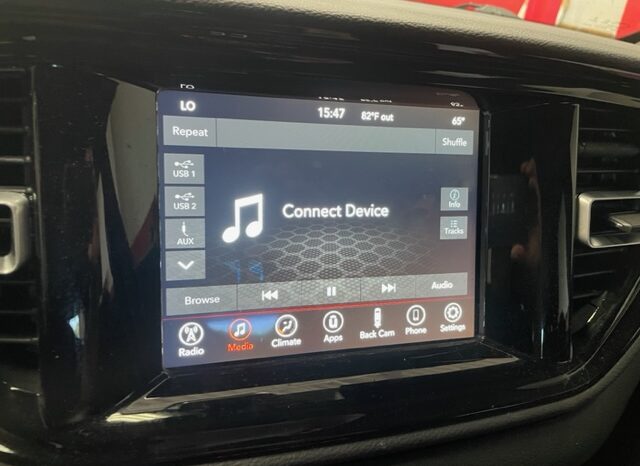 LO 15:47 82°F out 65°
Repeat Shuffle
USB 1
USB 2
AUX
Connect Device
Info
Tracks
Browse Audio
Radio Media Climate Apps Back Cam Phone Settings